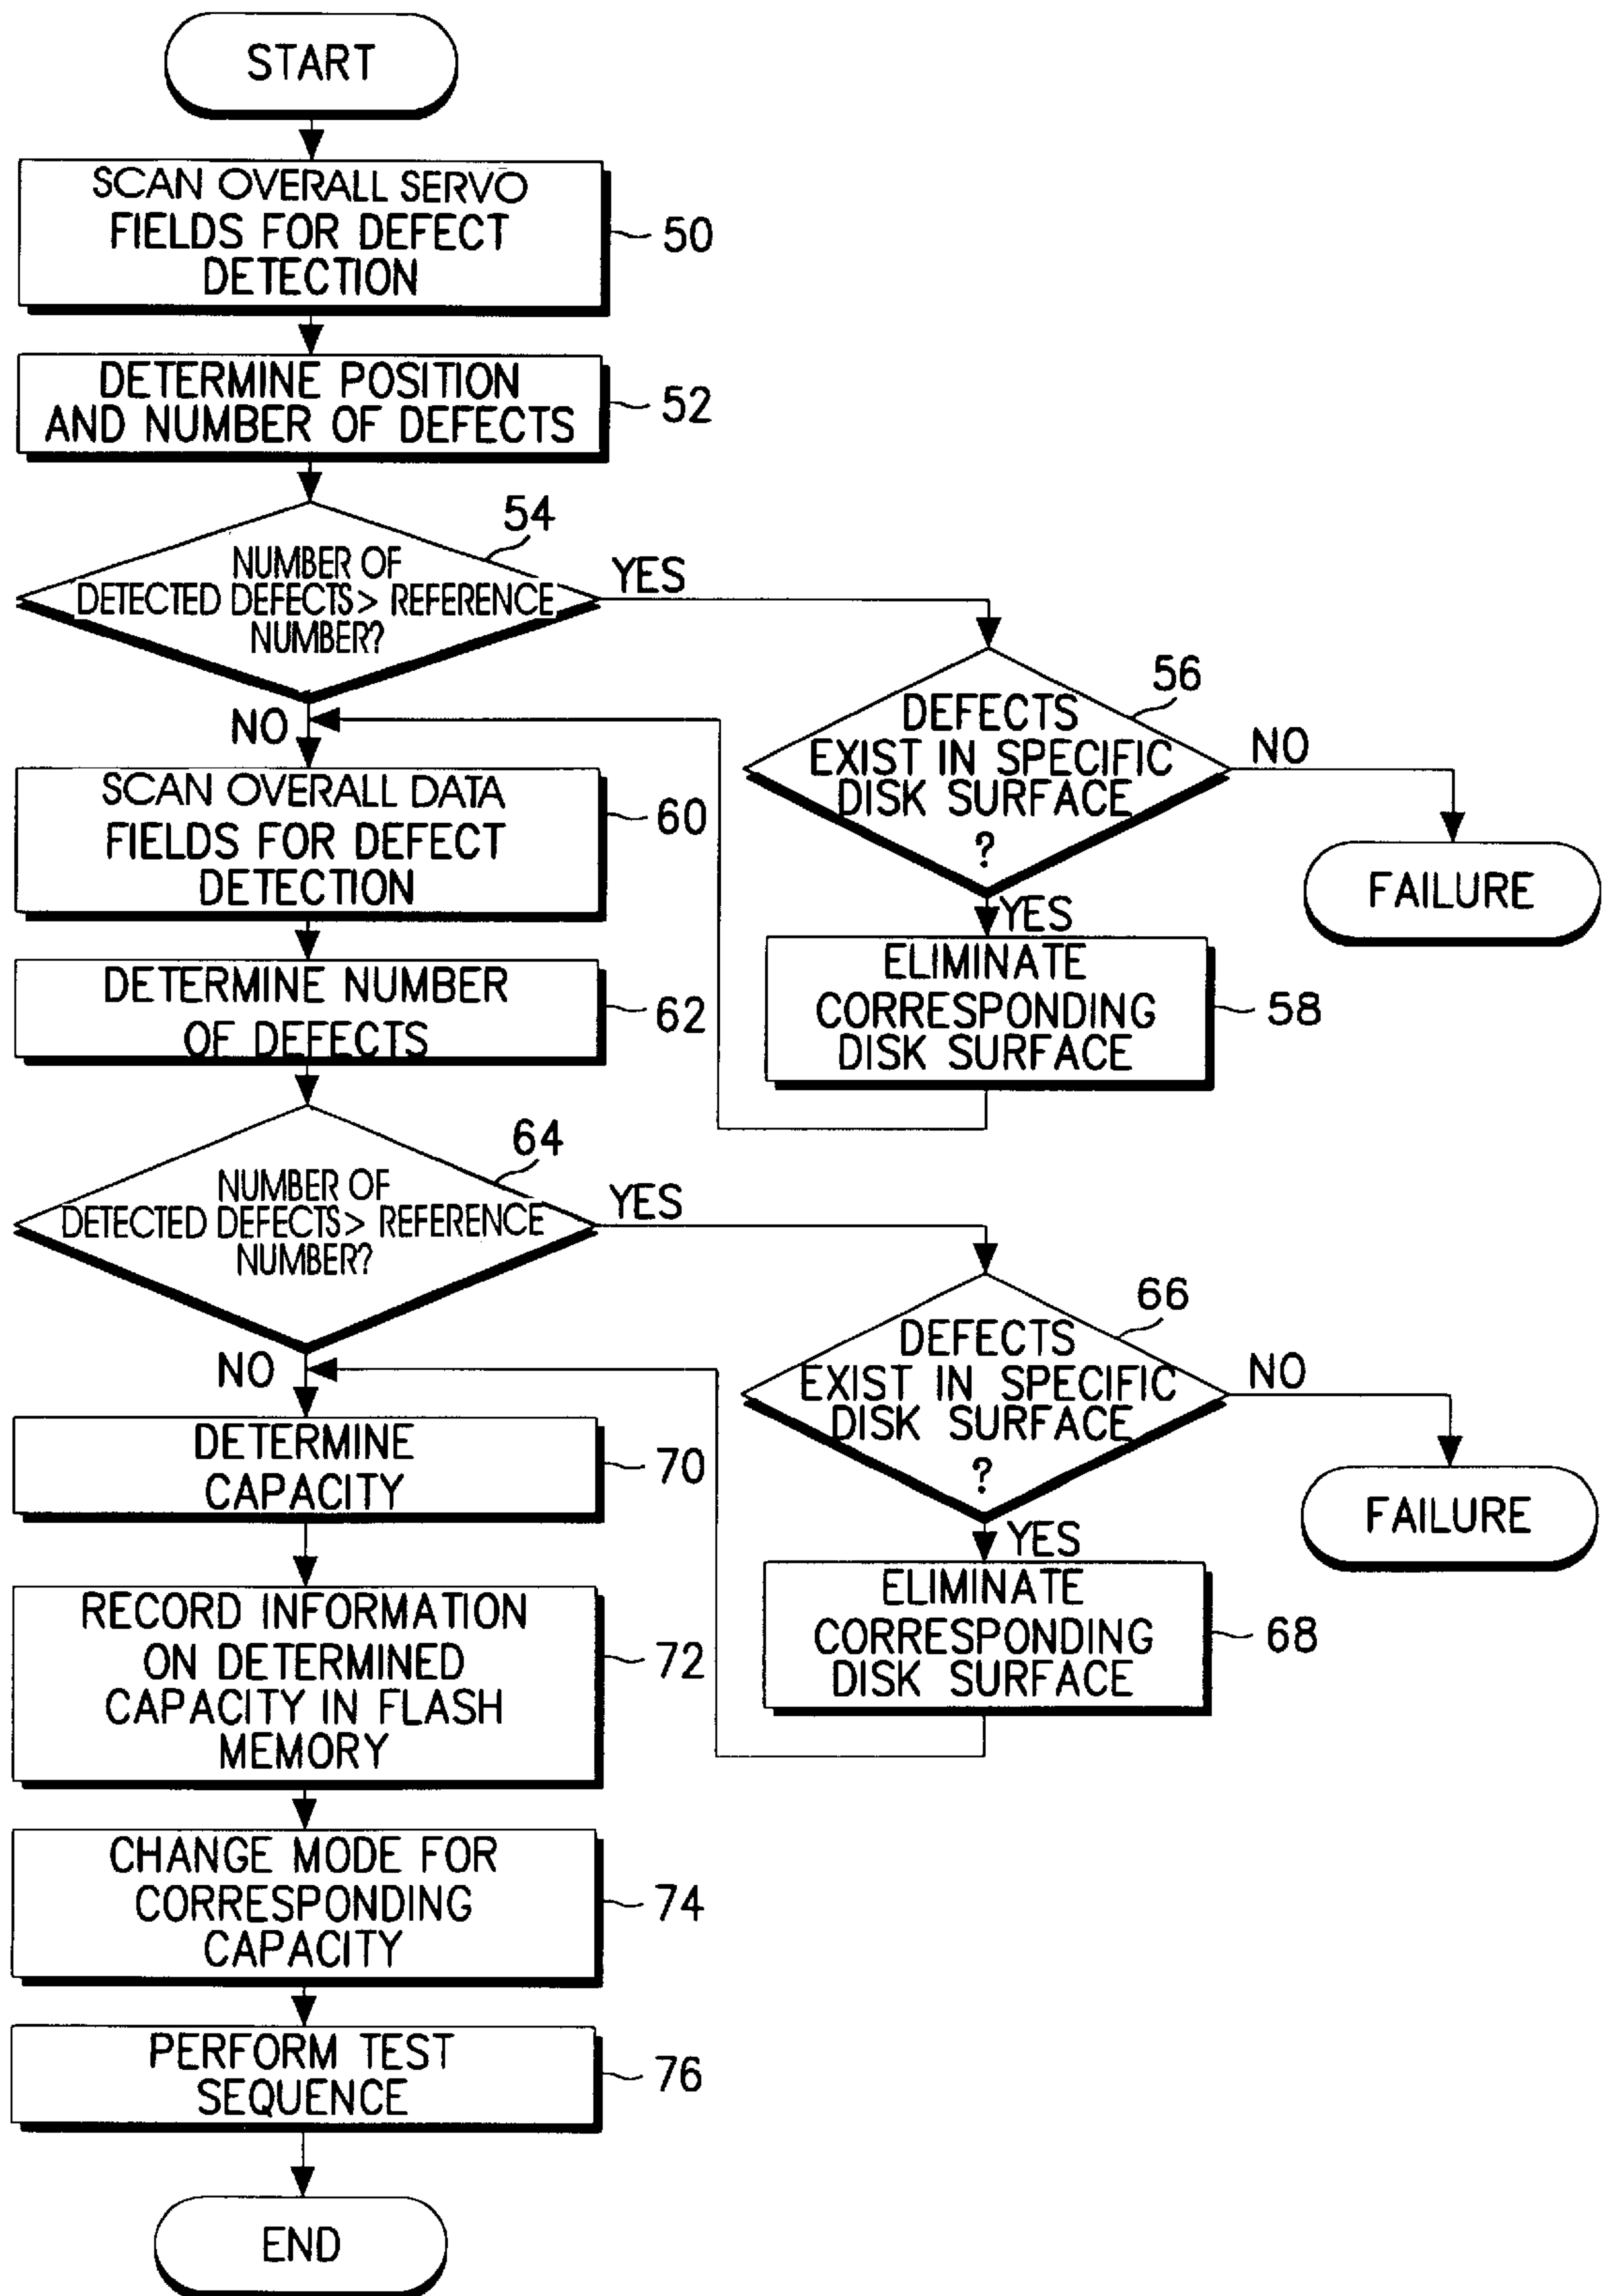 START
SCAN OVERALL SERVO
FIELDS FOR DEFECT
DETECTION
50
DETERMINE POSITION
AND NUMBER OF DEFECTS
52
54
NUMBER OF
DETECTED DEFECTS> REFERENCE
NUMBER?
YES
NO
56
DEFECTS
EXIST IN SPECIFIC
DISK SURFACE
?
NO
FAILURE
YES
ELIMINATE
CORRESPONDING
DISK SURFACE
58
SCAN OVERALL DATA
FIELDS FOR DEFECT
DETECTION
60
DETERMINE NUMBER
OF DEFECTS
62
64
NUMBER OF
DETECTED DEFECTS> REFERENCE
NUMBER?
YES
NO
66
DEFECTS
EXIST IN SPECIFIC
DISK SURFACE
?
NO
FAILURE
YES
ELIMINATE
CORRESPONDING
DISK SURFACE
68
DETERMINE
CAPACITY
70
RECORD INFORMATION
ON DETERMINED
CAPACITY IN FLASH
MEMORY
72
CHANGE MODE FOR
CORRESPONDING
CAPACITY
74
PERFORM TEST
SEQUENCE
76
END